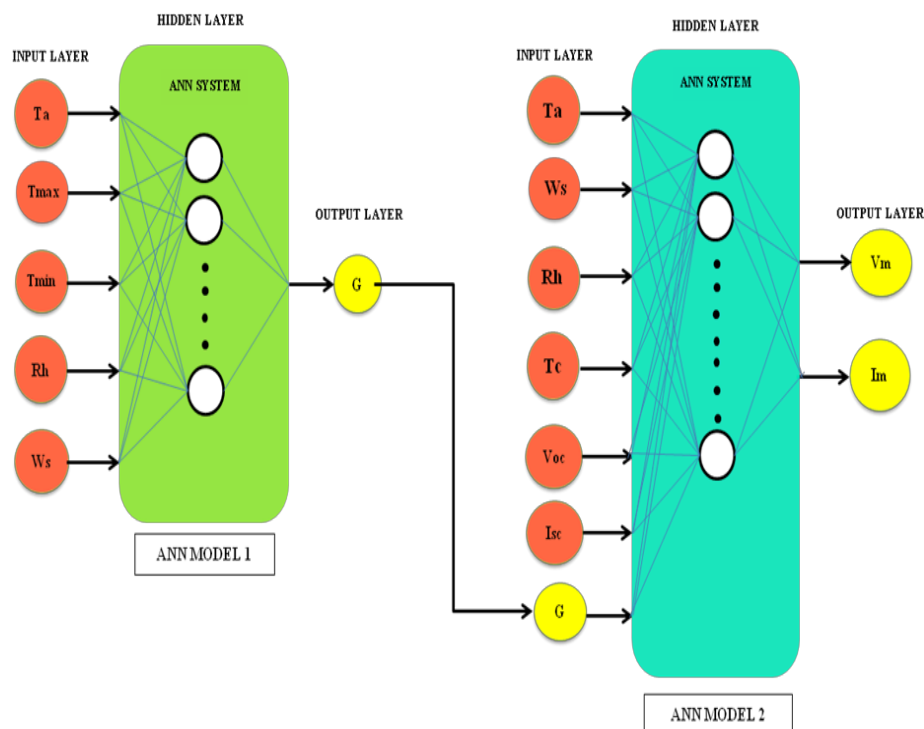 HIDDEN LAYER
INPUT LAYER
ANN SYSTEM
Ta
Tmax
Tmin
Rh
Ws
OUTPUT LAYER
G
ANN MODEL 1
HIDDEN LAYER
INPUT LAYER
ANN SYSTEM
Ta
Ws
Rh
Tc
Voc
Isc
G
OUTPUT LAYER
Vm
Im
ANN MODEL 2